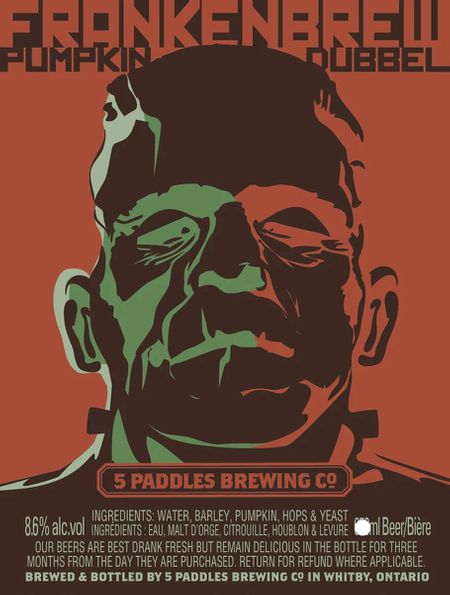 FRANKENBREW
PUMPKIN DUBBEL
5 PADDLES BREWING CO
8.6% alc.vol
INGREDIENTS: WATER, BARLEY, PUMPKIN, HOPS & YEAST
INGRÉDIENTS : EAU, MALT D'ORGE, CITROUILLE, HOUBLON & LEVURE
ml Beer/Bière
OUR BEERS ARE BEST DRANK FRESH BUT REMAIN DELICIOUS IN THE BOTTLE FOR THREE
MONTHS FROM THE DAY THEY ARE PURCHASED. RETURN FOR REFUND WHERE APPLICABLE.
BREWED & BOTTLED BY 5 PADDLES BREWING CO IN WHITBY, ONTARIO